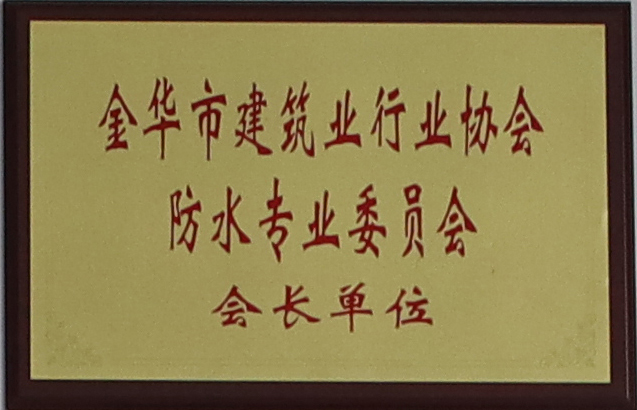 金华市建筑业行业协会
防水专业委员会
会长单位